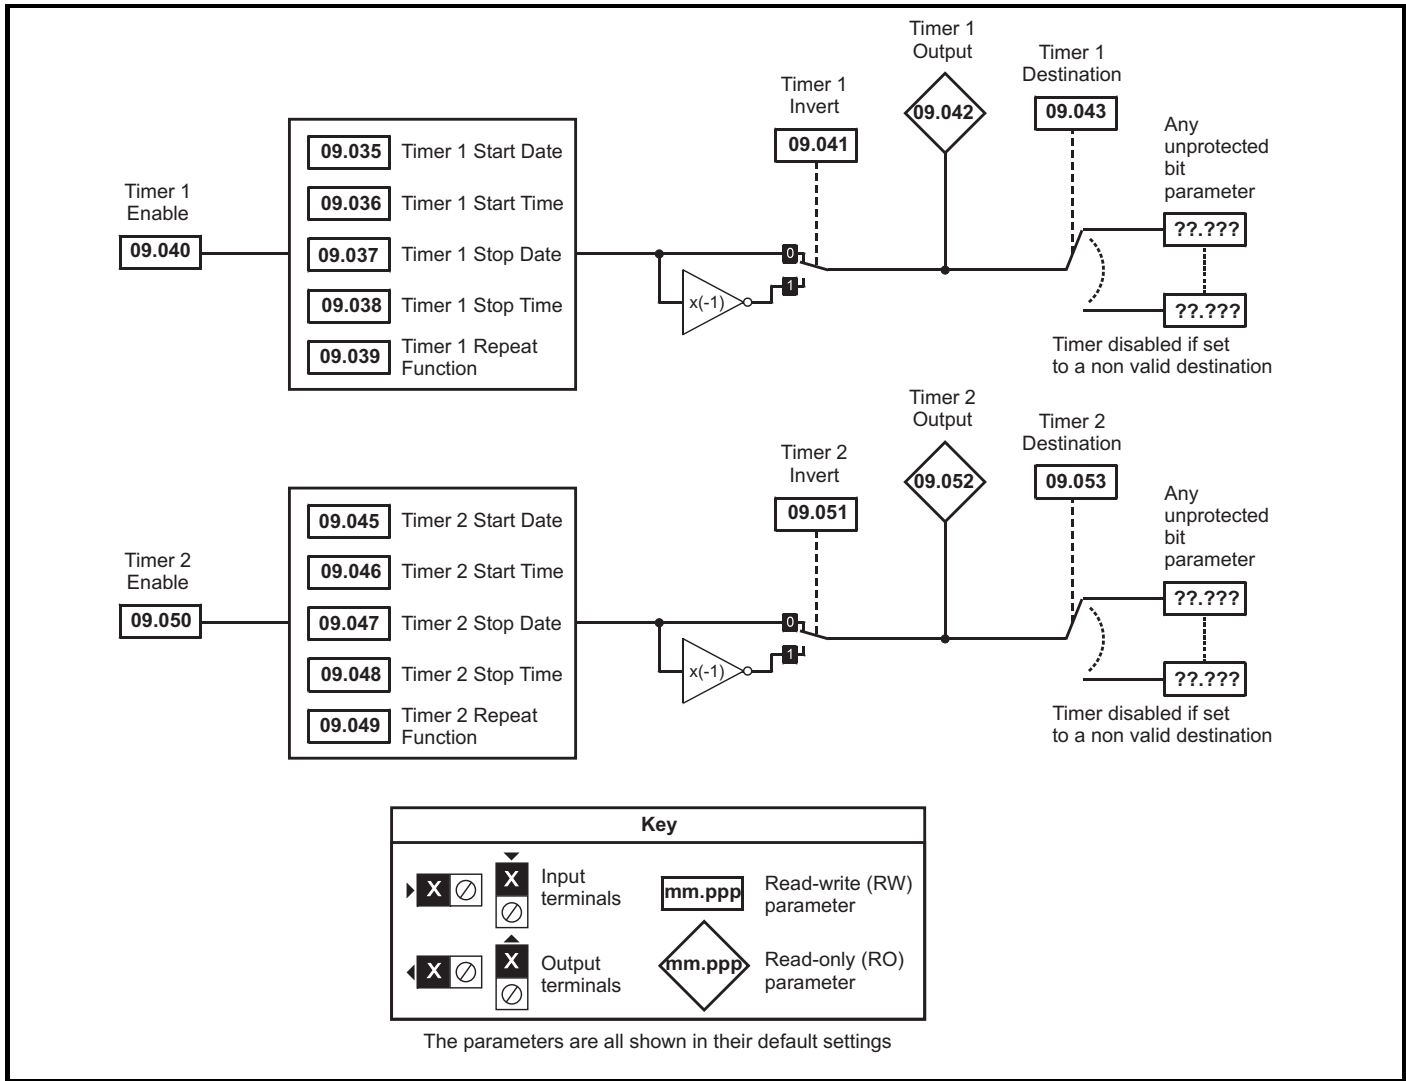 Timer 1
Output
Timer 1
Destination
Timer 1
Invert
09.042
09.043
09.041
Any
unprotected
bit
parameter
09.035 Timer 1 Start Date
Timer 1
Enable
09.036 Timer 1 Start Time
??.???
09.040
09.037 Timer 1 Stop Date
0
x(-1)
1
09.038 Timer 1 Stop Time
??.???
09.039 Timer 1 Repeat
Function
Timer disabled if set
to a non valid destination
Timer 2
Output
Timer 2
Destination
Timer 2
Invert
09.052
09.053
09.051
Any
unprotected
bit
parameter
09.045 Timer 2 Start Date
Timer 2
Enable
09.046 Timer 2 Start Time
??.???
09.050
09.047 Timer 2 Stop Date
0
x(-1)
1
09.048 Timer 2 Stop Time
??.???
09.049 Timer 2 Repeat
Function
Timer disabled if set
to a non valid destination
Key
X
X
Input
terminals
mm.ppp
Read-write (RW)
parameter
X
X
Output
terminals
mm.ppp
Read-only (RO)
parameter
The parameters are all shown in their default settings